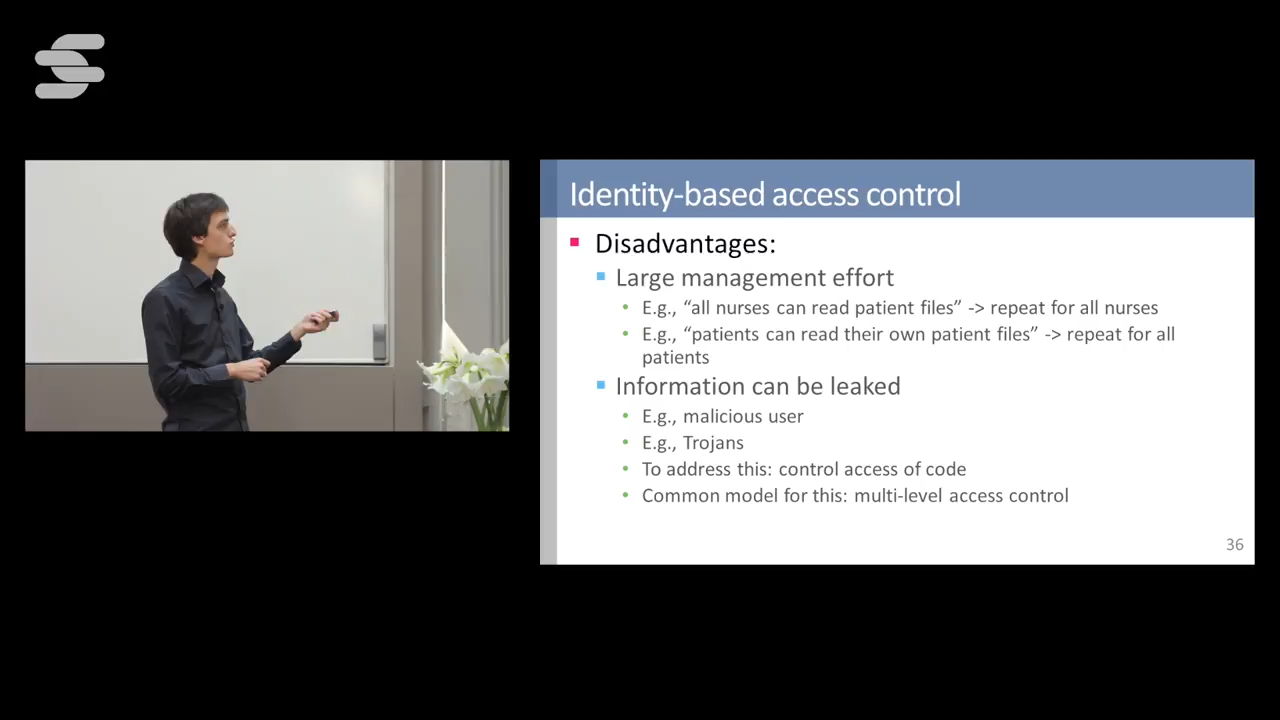 Identity-based access control
Disadvantages:
Large management effort
E.g., “all nurses can read patient files” -> repeat for all nurses
E.g., “patients can read their own patient files” -> repeat for all
patients
Information can be leaked
E.g., malicious user
E.g., Trojans
To address this: control access of code
Common model for this: multi-level access control
36